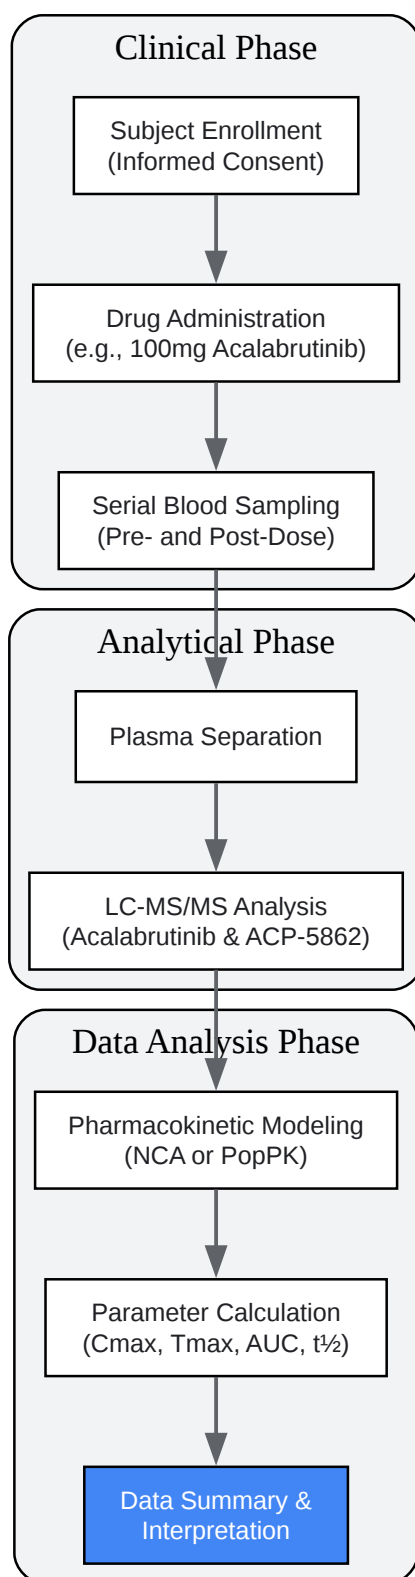 Clinical Phase
Subject Enrollment
(Informed Consent)
Drug Administration
(e.g., 100mg Acalabrutinib)
Serial Blood Sampling
(Pre- and Post-Dose)
Analytical Phase
Plasma Separation
LC-MS/MS Analysis
(Acalabrutinib & ACP-5862)
Data Analysis Phase
Pharmacokinetic Modeling
(NCA or PopPK)
Parameter Calculation
(Cmax, Tmax, AUC, t½)
Data Summary &
Interpretation